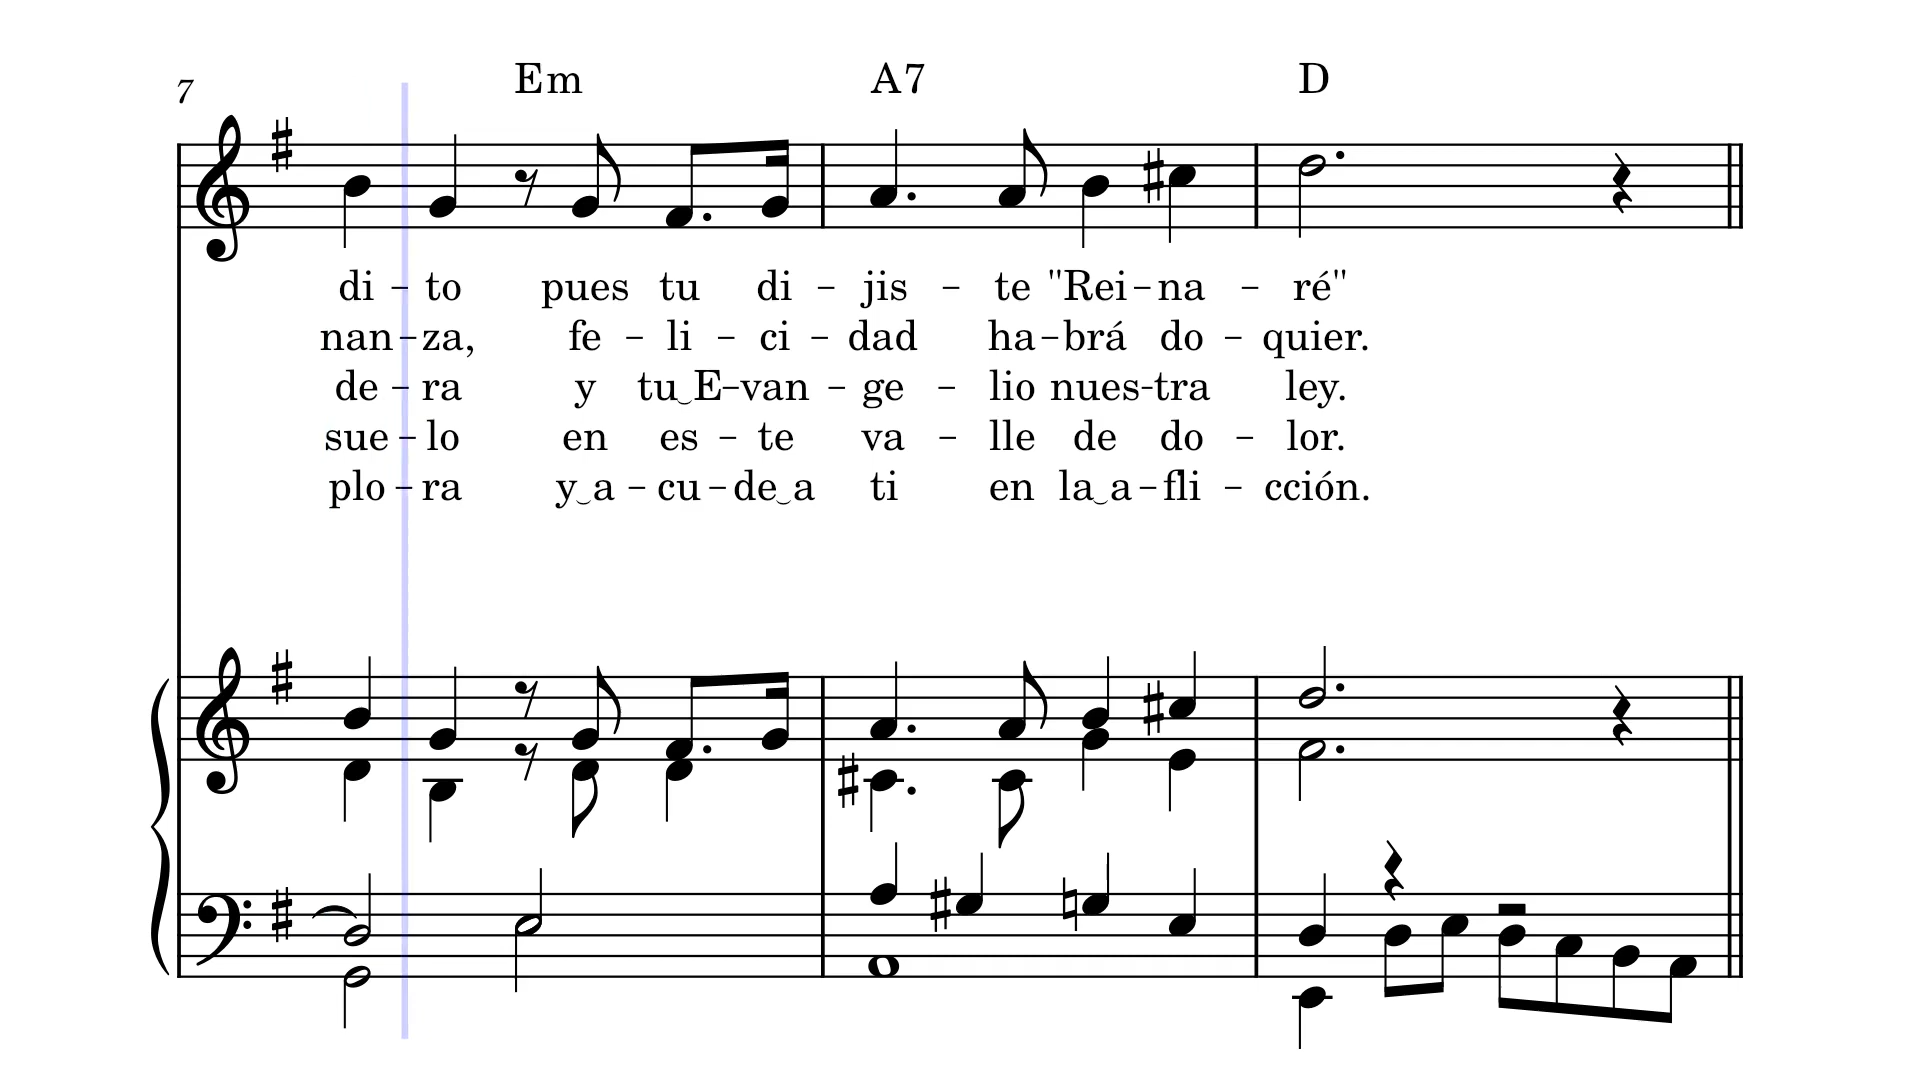 7 Em A7 D
di - to pues tu di - jis - te "Rei - na - ré"
nan - za, fe - li - ci - dad ha - brá do - quier.
de - ra y tu‿E - van - ge - lio nues - tra ley.
sue - lo en es - te va - lle de do - lor.
plo - ra y‿a - cu - de‿a ti en la‿a - fli - cción.